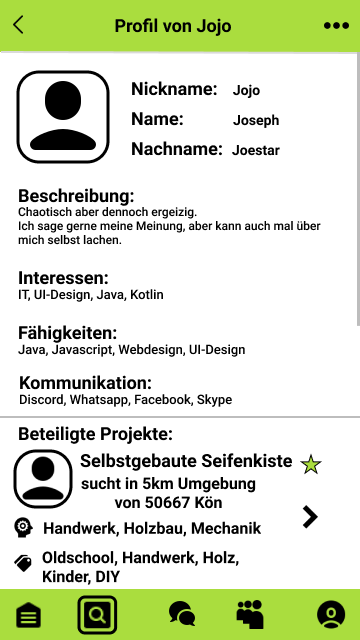 Profil von Jojo
Nickname: Jojo
Name: Joseph
Nachname: Joestar
Beschreibung:
Chaotisch aber dennoch ergeizig.
Ich sage gerne meine Meinung, aber kann auch mal über
mich selbst lachen.
Interessen:
IT, UI-Design, Java, Kotlin
Fähigkeiten:
Java, Javascript, Webdesign, UI-Design
Kommunikation:
Discord, Whatsapp, Facebook, Skype
Beteiligte Projekte:
Selbstgebaute Seifenkiste
sucht in 5km Umgebung
von 50667 Kön
Handwerk, Holzbau, Mechanik
Oldschool, Handwerk, Holz,
Kinder, DIY